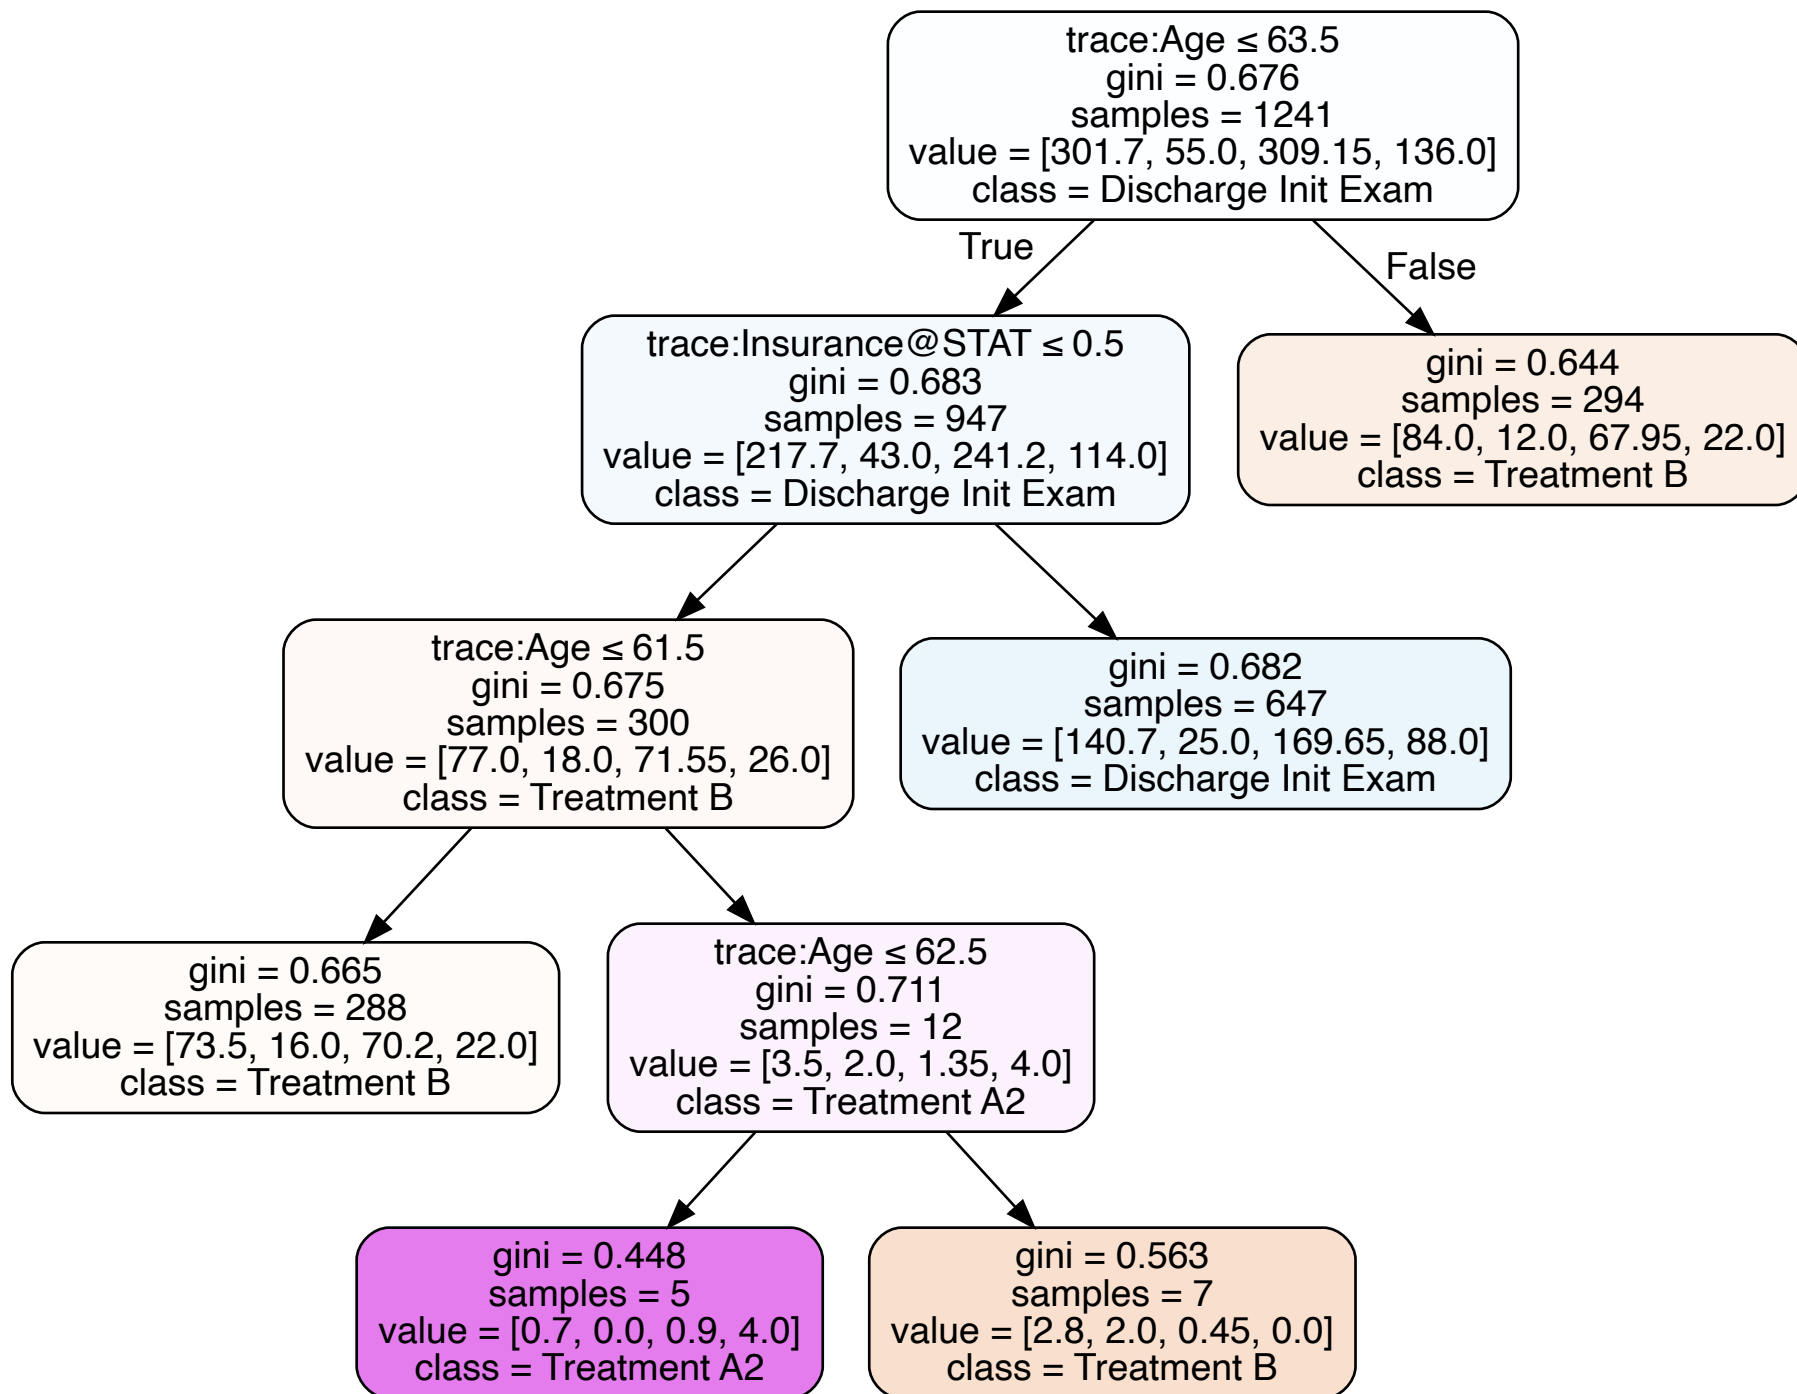 trace:Age ≤ 63.5
gini = 0.676
samples = 1241
value = [301.7, 55.0, 309.15, 136.0]
class = Discharge Init Exam
True
False
trace:Insurance@STAT ≤ 0.5
gini = 0.683
samples = 947
value = [217.7, 43.0, 241.2, 114.0]
class = Discharge Init Exam
gini = 0.644
samples = 294
value = [84.0, 12.0, 67.95, 22.0]
class = Treatment B
trace:Age ≤ 61.5
gini = 0.675
samples = 300
value = [77.0, 18.0, 71.55, 26.0]
class = Treatment B
gini = 0.682
samples = 647
value = [140.7, 25.0, 169.65, 88.0]
class = Discharge Init Exam
gini = 0.665
samples = 288
value = [73.5, 16.0, 70.2, 22.0]
class = Treatment B
trace:Age ≤ 62.5
gini = 0.711
samples = 12
value = [3.5, 2.0, 1.35, 4.0]
class = Treatment A2
gini = 0.448
samples = 5
value = [0.7, 0.0, 0.9, 4.0]
class = Treatment A2
gini = 0.563
samples = 7
value = [2.8, 2.0, 0.45, 0.0]
class = Treatment B